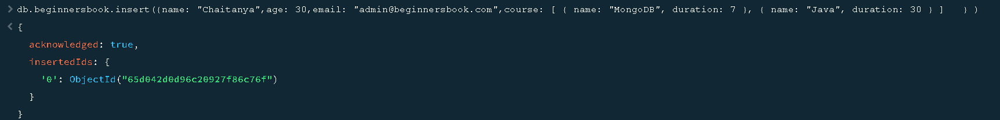 > db.beginnersbook.insert({name: "Chaitanya",age: 30,email: "admin@beginnersbook.com",course: [ { name: "MongoDB", duration: 7 }, { name: "Java", duration: 30 } ]   } )
< {
    acknowledged: true,
    insertedIds: {
      '0': ObjectId("65d042d0d96c20927f86c76f")
    }
  }